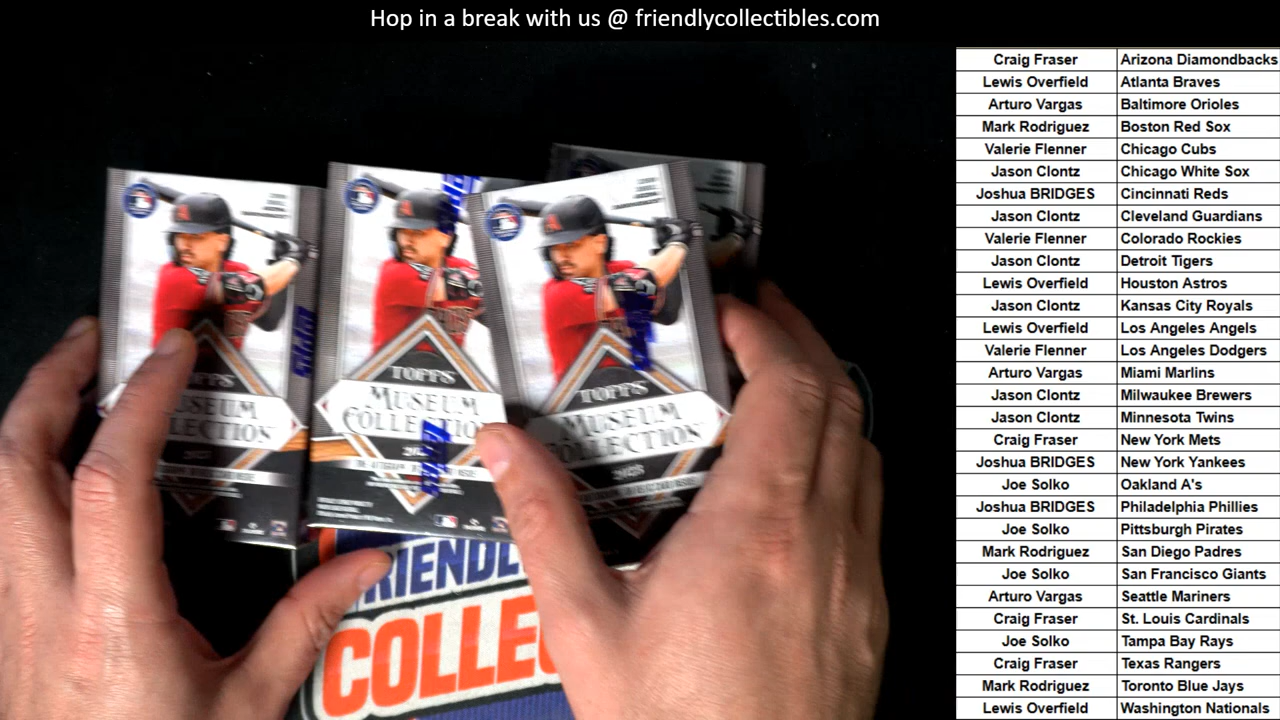 Hop in a break with us @ friendlycollectibles.com
Craig Fraser Arizona Diamondbacks
Lewis Overfield Atlanta Braves
Arturo Vargas Baltimore Orioles
Mark Rodriguez Boston Red Sox
Valerie Flenner Chicago Cubs
Jason Clontz Chicago White Sox
Joshua BRIDGES Cincinnati Reds
Jason Clontz Cleveland Guardians
Valerie Flenner Colorado Rockies
Jason Clontz Detroit Tigers
Lewis Overfield Houston Astros
Jason Clontz Kansas City Royals
Lewis Overfield Los Angeles Angels
Valerie Flenner Los Angeles Dodgers
Arturo Vargas Miami Marlins
Jason Clontz Milwaukee Brewers
Jason Clontz Minnesota Twins
Craig Fraser New York Mets
Joshua BRIDGES New York Yankees
Joe Solko Oakland A's
Joshua BRIDGES Philadelphia Phillies
Joe Solko Pittsburgh Pirates
Mark Rodriguez San Diego Padres
Joe Solko San Francisco Giants
Arturo Vargas Seattle Mariners
Craig Fraser St. Louis Cardinals
Joe Solko Tampa Bay Rays
Craig Fraser Texas Rangers
Mark Rodriguez Toronto Blue Jays
Lewis Overfield Washington Nationals
TOPPS
MUSEUM
COLLECTION
TOPPS
MUSEUM
COLLECTION
2023
RIENDL
COLLEC